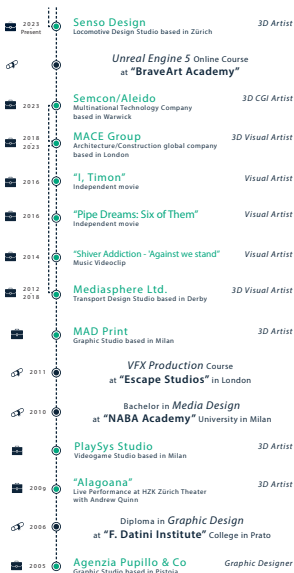 2023
-
Present
Senso Design
3D Artist
Locomotive Design Studio based in Zürich
Unreal Engine 5 Online Course
at “BraveArt Academy”
2023
Semcon/Aleido
3D CGI Artist
Multinational Technology Company
based in Warwick
2018
-
2023
MACE Group
3D Visual Artist
Architecture/Construction global company
based in London
2016
“I, Timon”
Visual Artist
Independent movie
2016
“Pipe Dreams: Six of Them”
Visual Artist
Independent movie
2014
“Shiver Addiction - ‘Against we stand”
Visual Artist
Music Videoclip
2012
-
2018
Mediasphere Ltd.
3D Visual Artist
Transport Design Studio based in Derby
MAD Print
3D Artist
Graphic Studio based in Milan
2011
VFX Production Course
at “Escape Studios” in London
2010
Bachelor in Media Design
at “NABA Academy” University in Milan
PlaySys Studio
3D Artist
Videogame Studio based in Milan
2009
“Alagoana”
3D Artist
Live Performance at HZK Zürich Theater
with Andrew Quinn
2006
Diploma in Graphic Design
at “F. Datini Institute” College in Prato
2005
Agenzia Pupillo & Co
Graphic Designer
Graphic Studio based in Pistoia